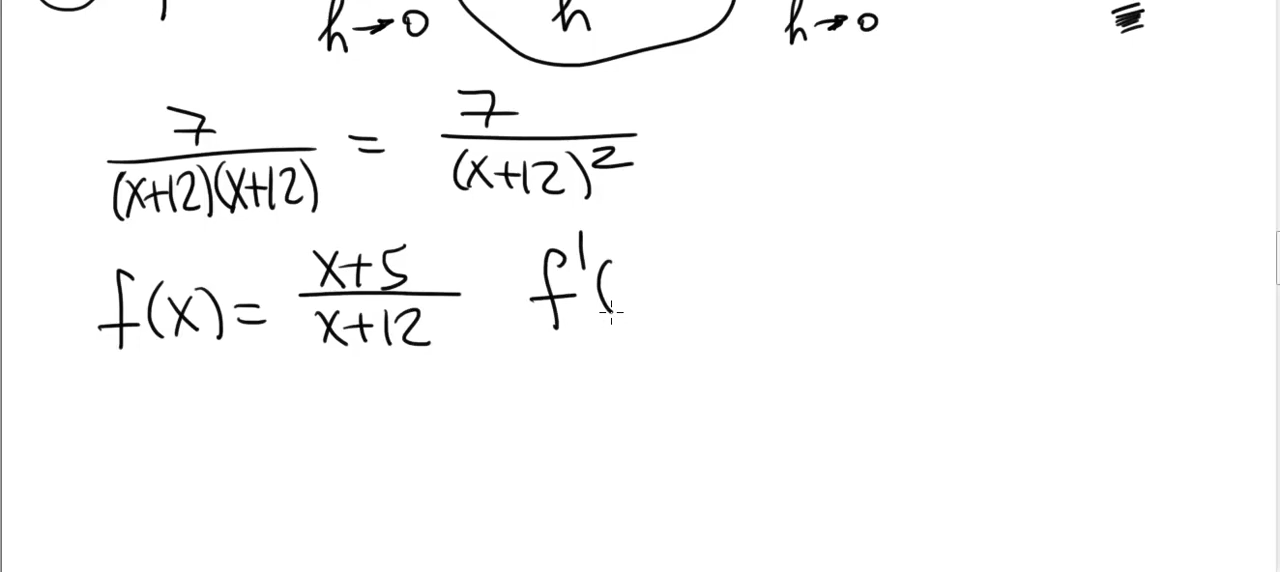 h→0 h h→0
7/((x+12)(x+12)) = 7/(x+12)²
f(x) = (x+5)/(x+12) f'(